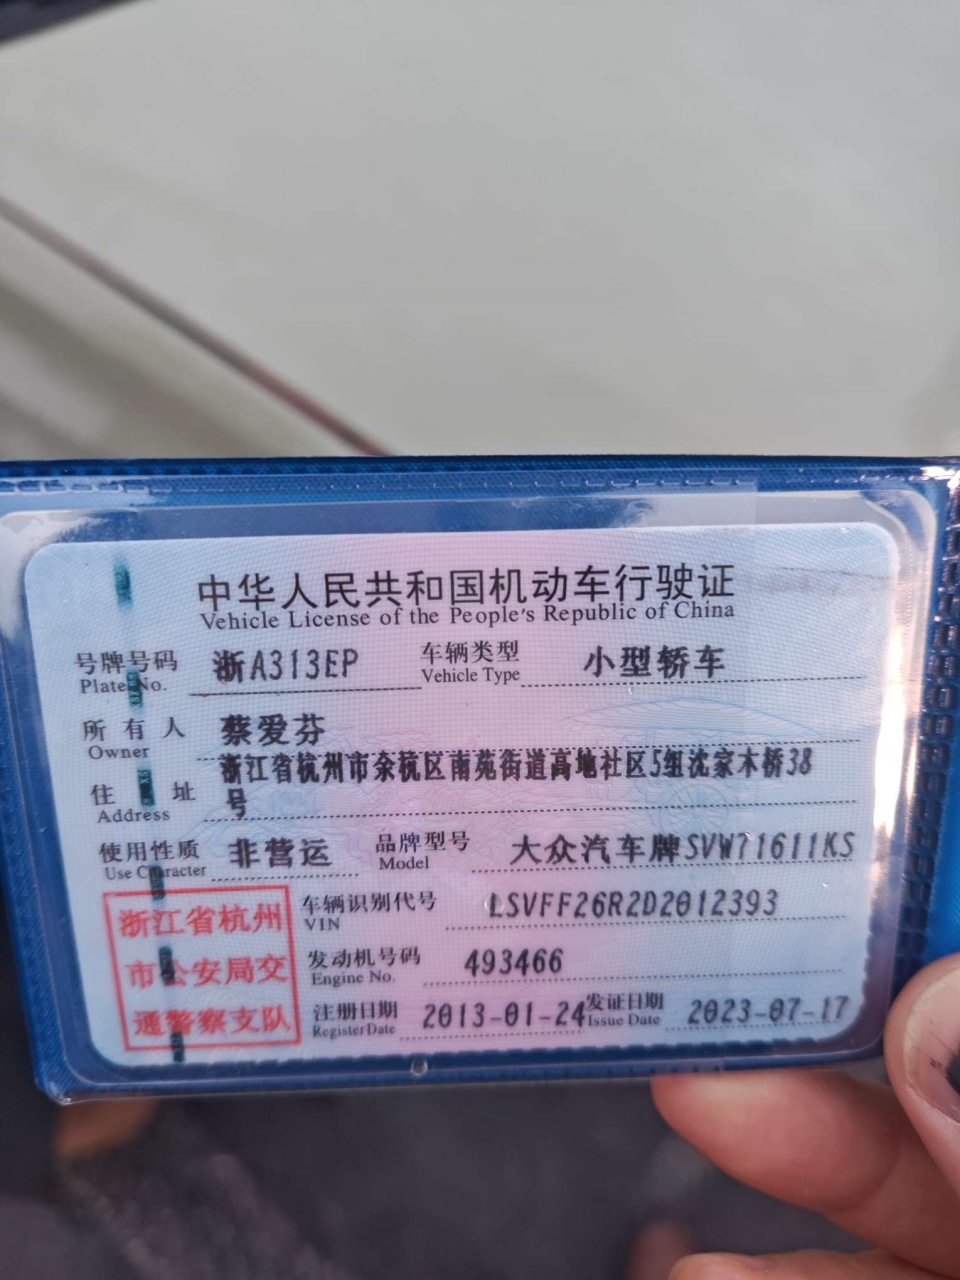 中华人民共和国机动车行驶证
Vehicle License of the People's Republic of China
号牌号码 浙A313EP 车辆类型 小型轿车
Plate No. Vehicle Type
所有人 蔡爱芬
Owner
住址 浙江省杭州市余杭区南苑街道高地社区5组沈家木桥38
号
Address
使用性质 非营运 品牌型号 大众汽车牌SVW71611KS
Use Character Model
浙江省杭州
市公安局交
通警察支队
车辆识别代号 LSVFF26R2D2012393
VIN
发动机号码 493466
Engine No.
注册日期 2013-01-24 发证日期 2023-07-17
Register Date Issue Date